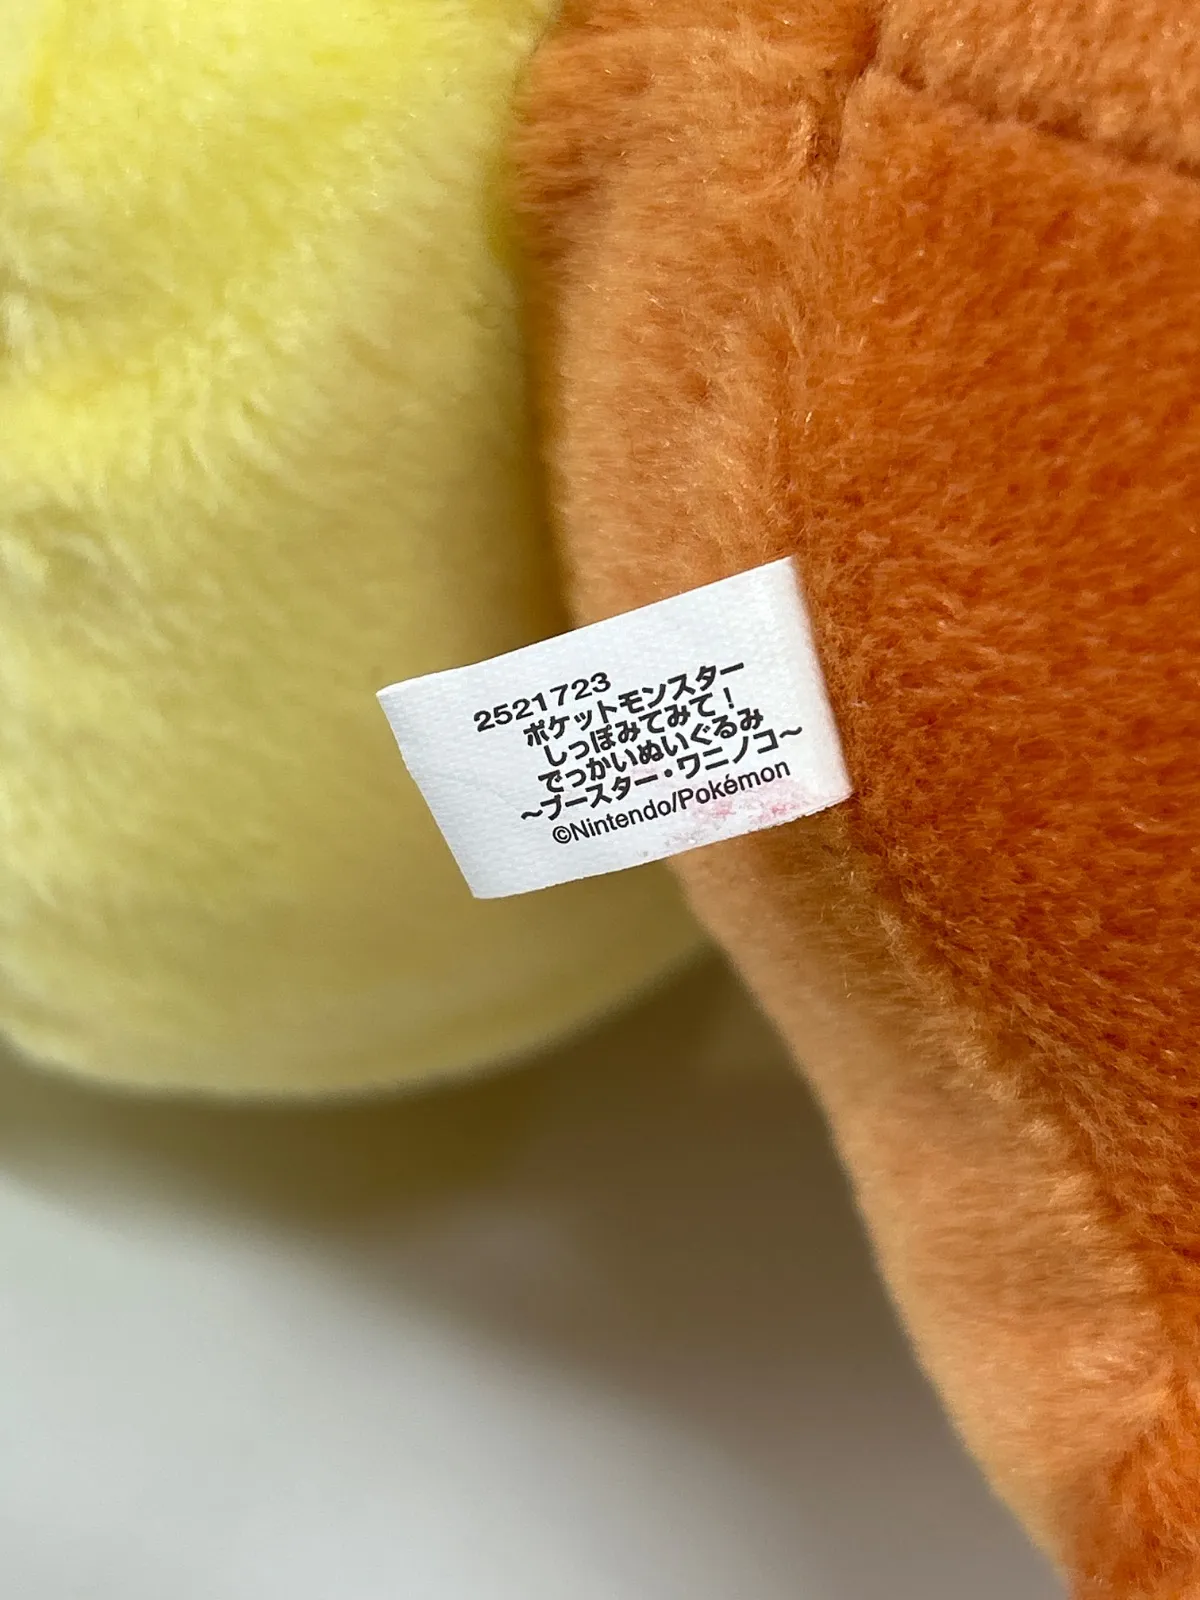 2521723
ポケットモンスター
しっぽみてみて！
でっかいぬいぐるみ
～ブースター・ワニノコ～
©Nintendo/Pokémon